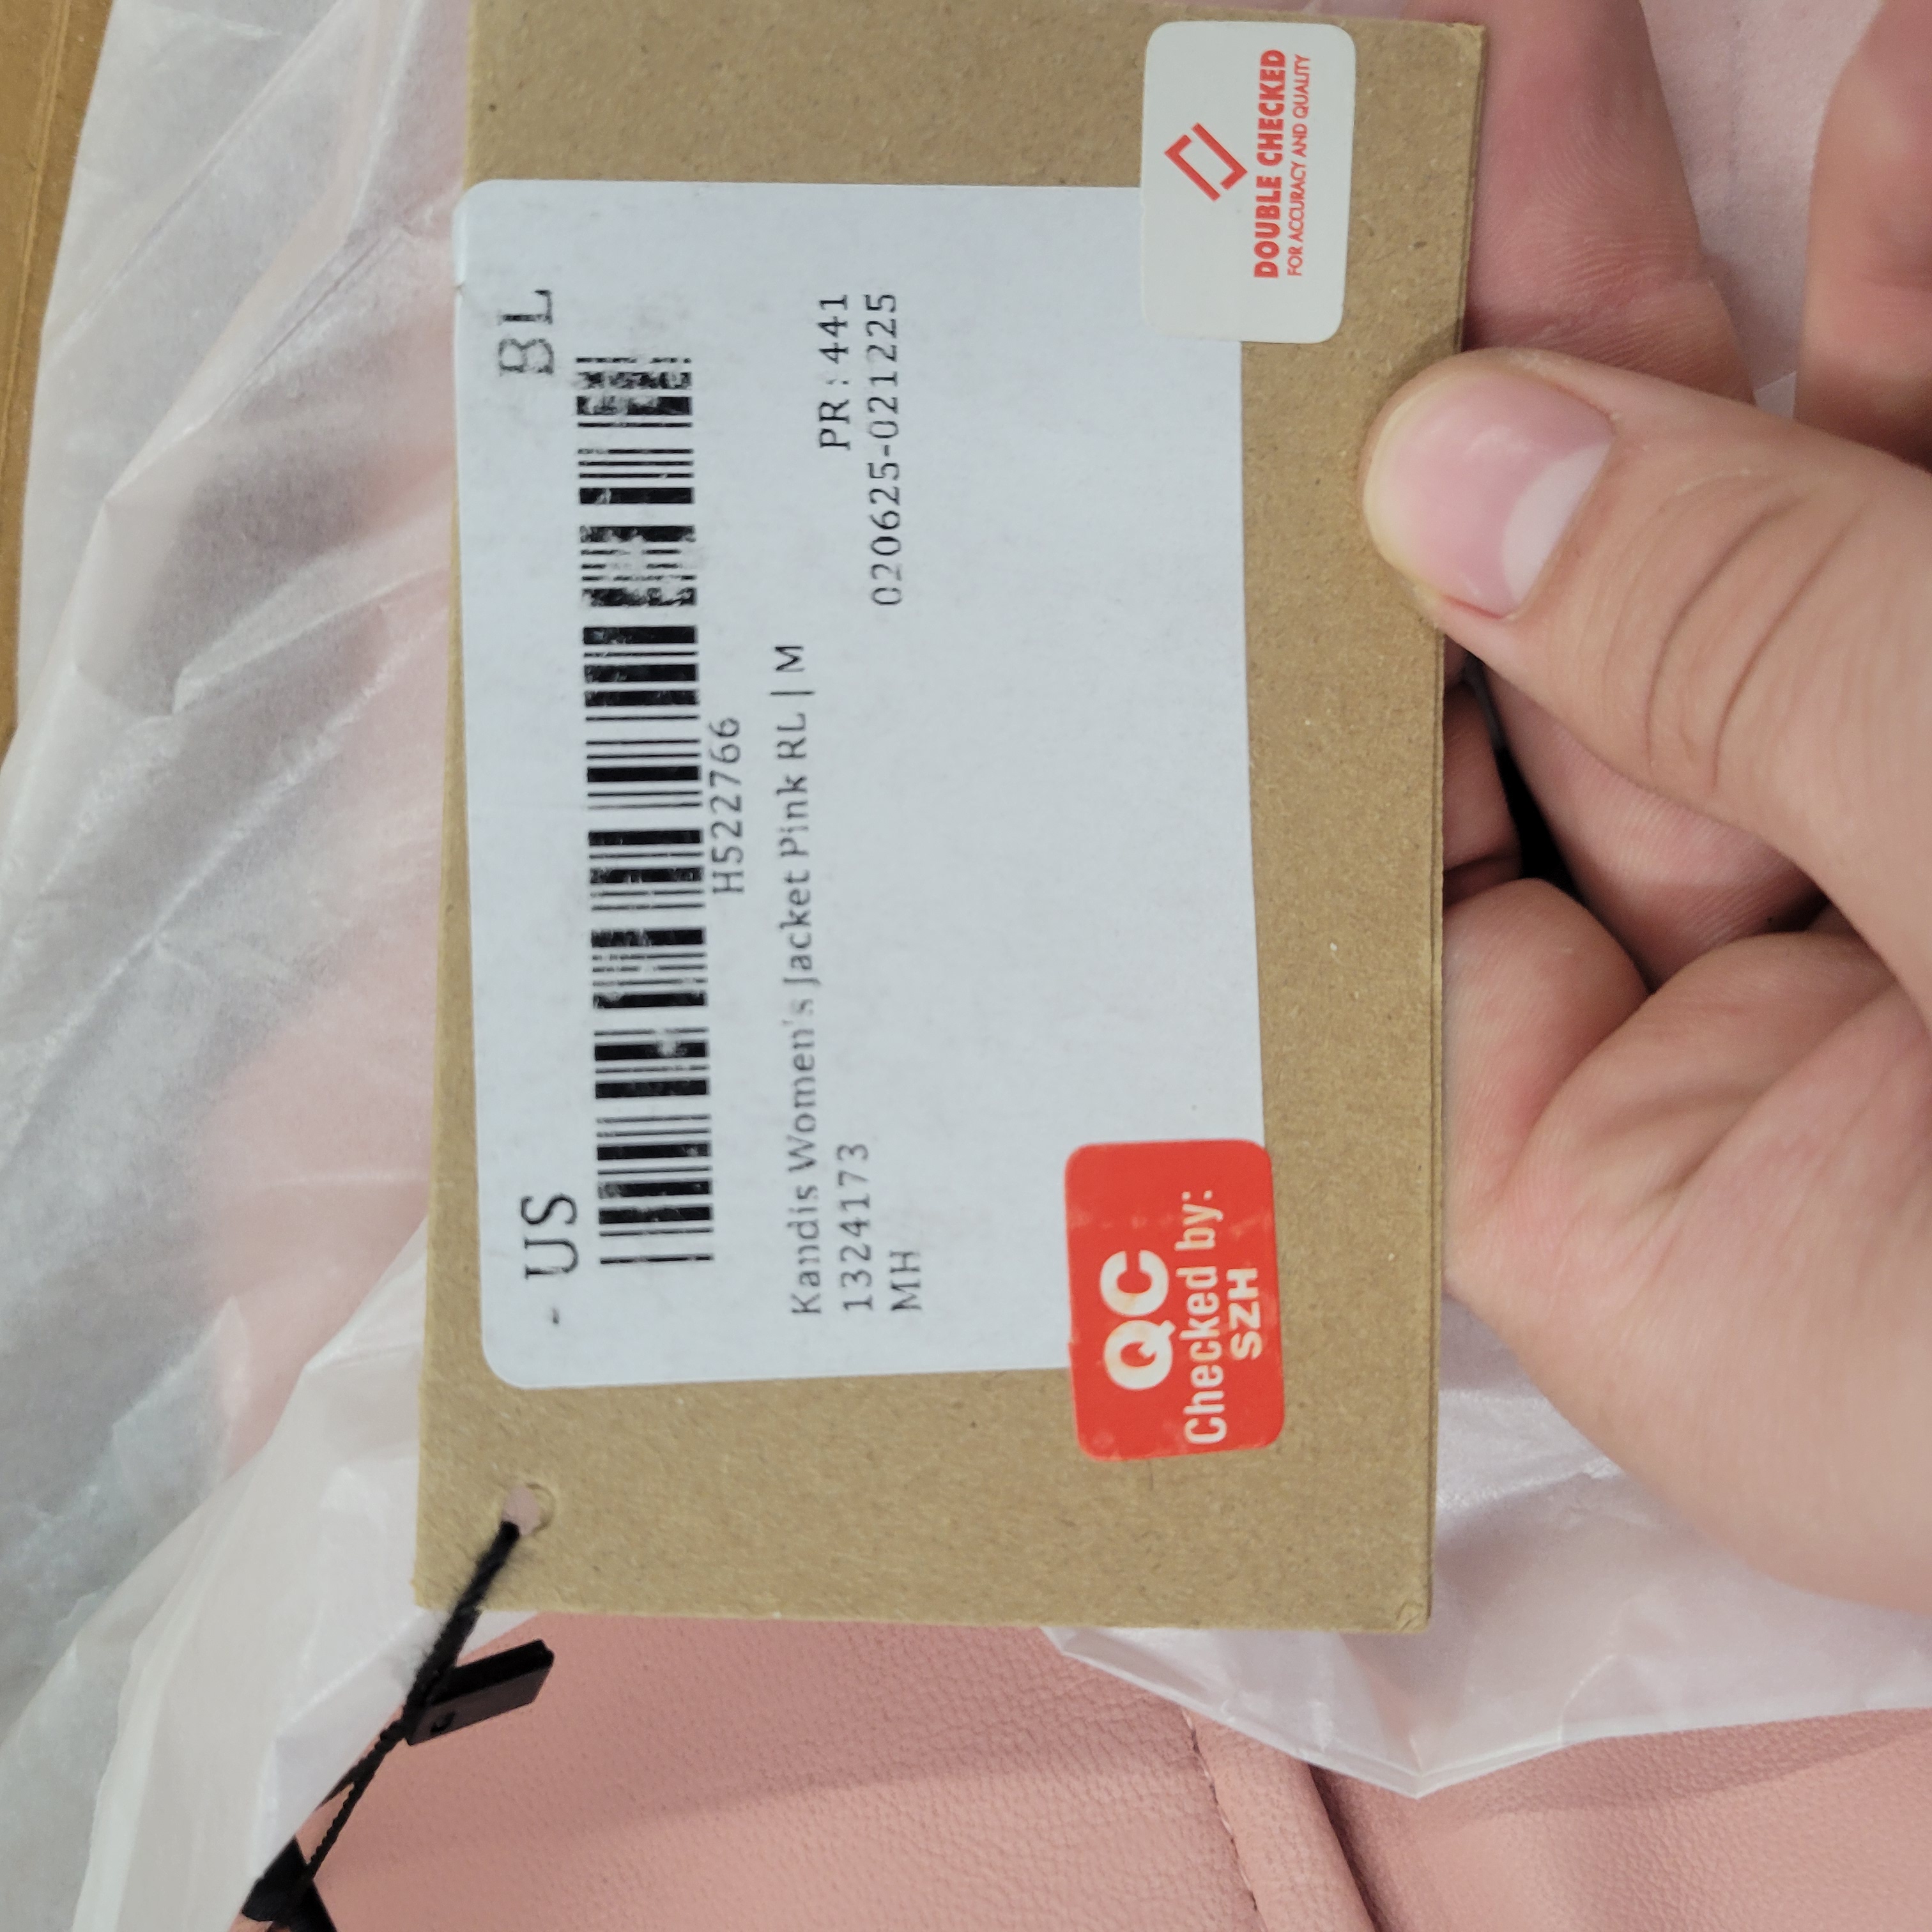 - US BL
H522766
Kandis Women's Jacket Pink RL | M
13241173 PR : 441
MH 020625-021225
QC
Checked by:
SZH
DOUBLE CHECKED
FOR ACCURACY AND QUALITY